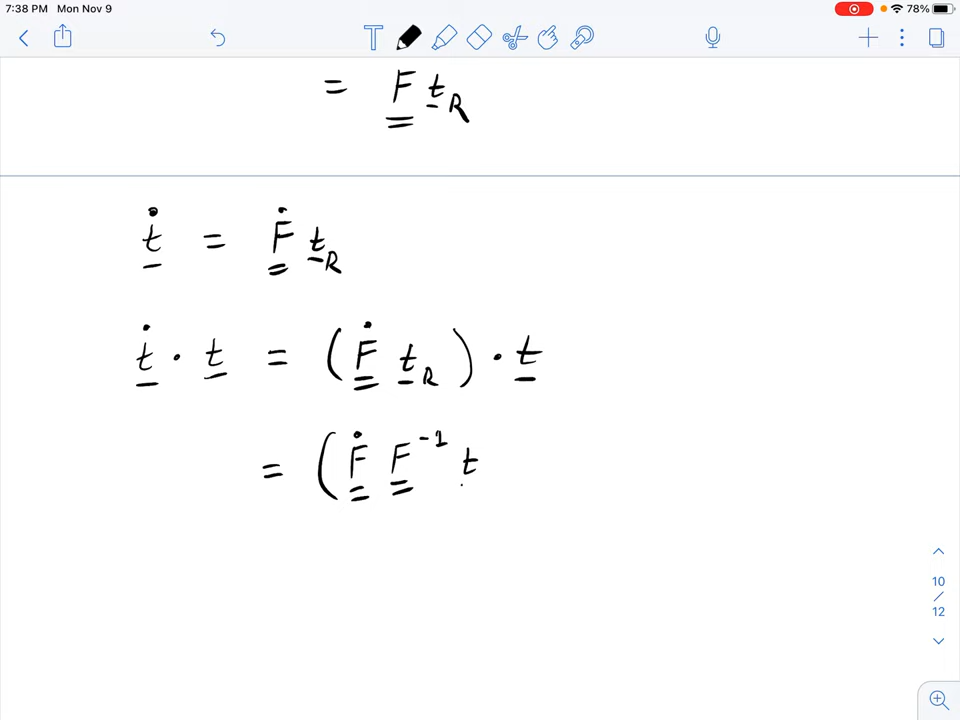 7:38 PM Mon Nov 9 78%
T
= F t_R
ṫ = Ḟ t_R
ṫ · t = (Ḟ t_R) · t
= (Ḟ F⁻¹ t
10
/
12